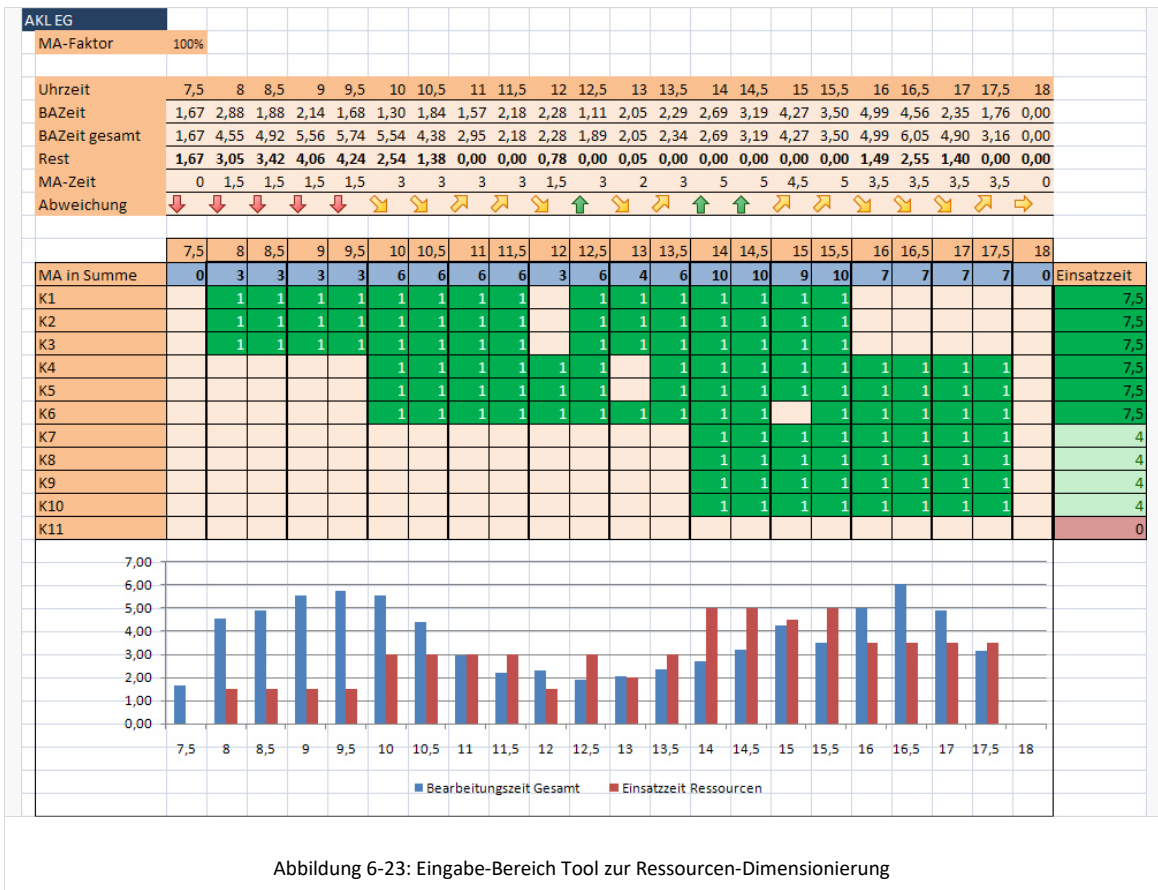 AKL EG
MA-Faktor 100%
Uhrzeit 7,5 8 8,5 9 9,5 10 10,5 11 11,5 12 12,5 13 13,5 14 14,5 15 15,5 16 16,5 17 17,5 18
BAZeit 1,67 2,88 1,88 2,14 1,68 1,30 1,84 1,57 2,18 2,28 1,11 2,05 2,29 2,69 3,19 4,27 3,50 4,99 4,56 2,35 1,76 0,00
BAZeit gesamt 1,67 4,55 4,92 5,56 5,74 5,54 4,38 2,95 2,18 2,28 1,89 2,05 2,34 2,69 3,19 4,27 3,50 4,99 6,05 4,90 3,16 0,00
Rest 1,67 3,05 3,42 4,06 4,24 2,54 1,38 0,00 0,00 0,78 0,00 0,05 0,00 0,00 0,00 0,00 0,00 1,49 2,55 1,40 0,00 0,00
MA-Zeit 0 1,5 1,5 1,5 1,5 3 3 3 3 1,5 3 2 3 5 5 4,5 5 3,5 3,5 3,5 3,5 0
Abweichung
7,5 8 8,5 9 9,5 10 10,5 11 11,5 12 12,5 13 13,5 14 14,5 15 15,5 16 16,5 17 17,5 18
MA in Summe 0 3 3 3 3 6 6 6 6 3 6 4 6 10 10 9 10 7 7 7 7 0 Einsatzzeit
K1 1 1 1 1 1 1 1 1 1 1 1 1 1 1 1 7,5
K2 1 1 1 1 1 1 1 1 1 1 1 1 1 1 1 7,5
K3 1 1 1 1 1 1 1 1 1 1 1 1 1 1 1 7,5
K4 1 1 1 1 1 1 1 1 1 1 1 1 1 1 1 7,5
K5 1 1 1 1 1 1 1 1 1 1 1 1 1 1 1 7,5
K6 1 1 1 1 1 1 1 1 1 1 1 1 1 1 1 7,5
K7 1 1 1 1 1 1 1 1 4
K8 1 1 1 1 1 1 1 1 4
K9 1 1 1 1 1 1 1 1 4
K10 1 1 1 1 1 1 1 1 4
K11 0
7,00
6,00
5,00
4,00
3,00
2,00
1,00
0,00
7,5 8 8,5 9 9,5 10 10,5 11 11,5 12 12,5 13 13,5 14 14,5 15 15,5 16 16,5 17 17,5 18
Bearbeitungszeit Gesamt Einsatzzeit Ressourcen
Abbildung 6-23: Eingabe-Bereich Tool zur Ressourcen-Dimensionierung